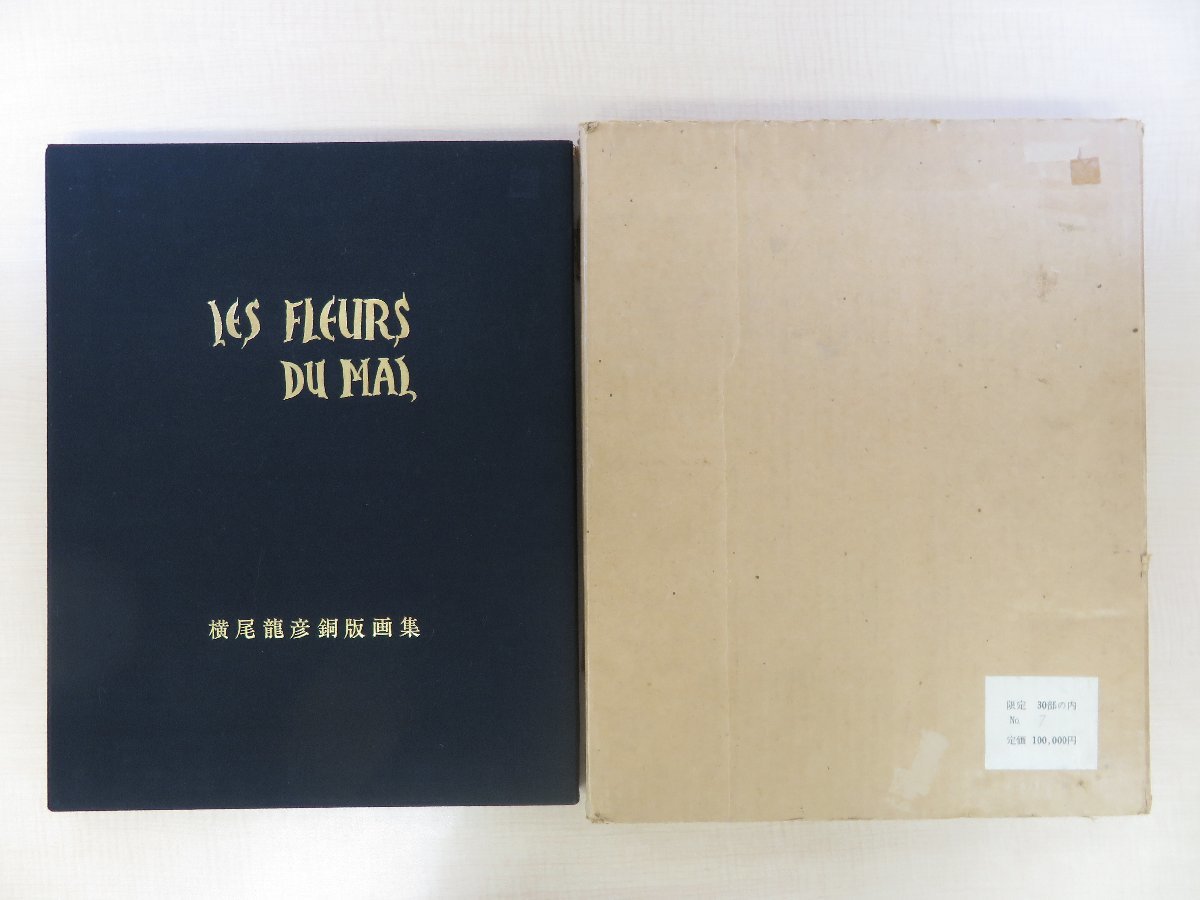 LES FLEURS
DU MAL
横尾龍彦銅版画集
限定 30部の内
No. 7
定価 100,000円